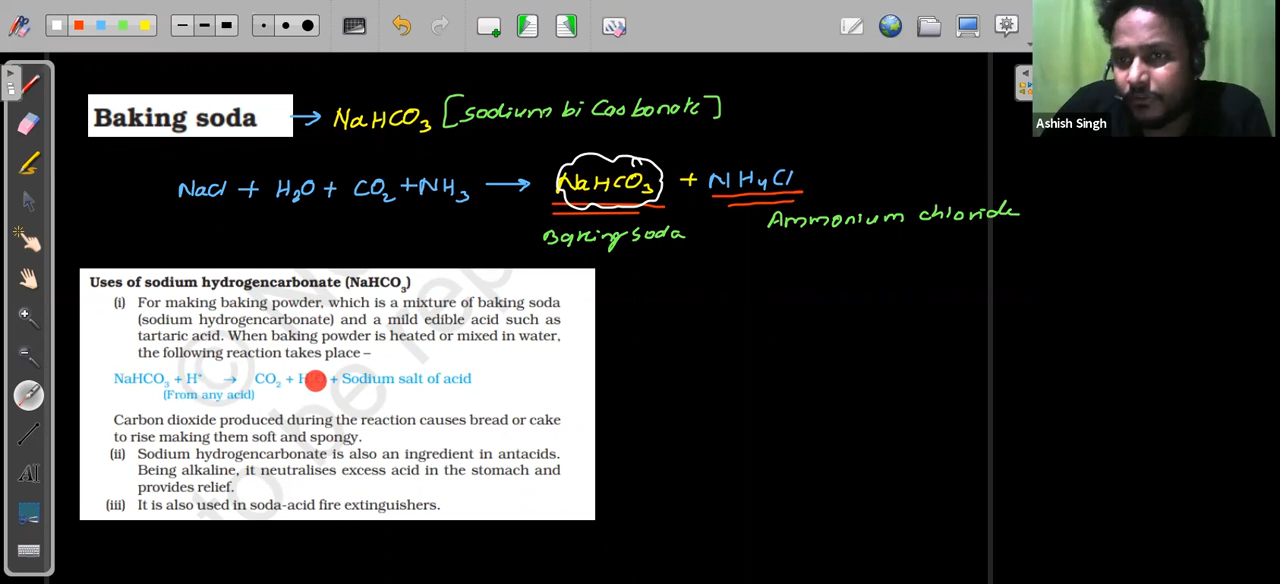 Ashish Singh
Baking soda → NaHCO₃ [Sodium bi Carbonate]
NaCl + H₂O + CO₂ + NH₃ → NaHCO₃ + NH₄Cl
Baking soda
Ammonium chloride
Uses of sodium hydrogencarbonate (NaHCO₃)
(i) For making baking powder, which is a mixture of baking soda
(sodium hydrogencarbonate) and a mild edible acid such as
tartaric acid. When baking powder is heated or mixed in water,
the following reaction takes place –
NaHCO₃ + H⁺ → CO₂ + H + Sodium salt of acid
(From any acid)
Carbon dioxide produced during the reaction causes bread or cake
to rise making them soft and spongy.
(ii) Sodium hydrogencarbonate is also an ingredient in antacids.
Being alkaline, it neutralises excess acid in the stomach and
provides relief.
(iii) It is also used in soda-acid fire extinguishers.
to be rep
AI